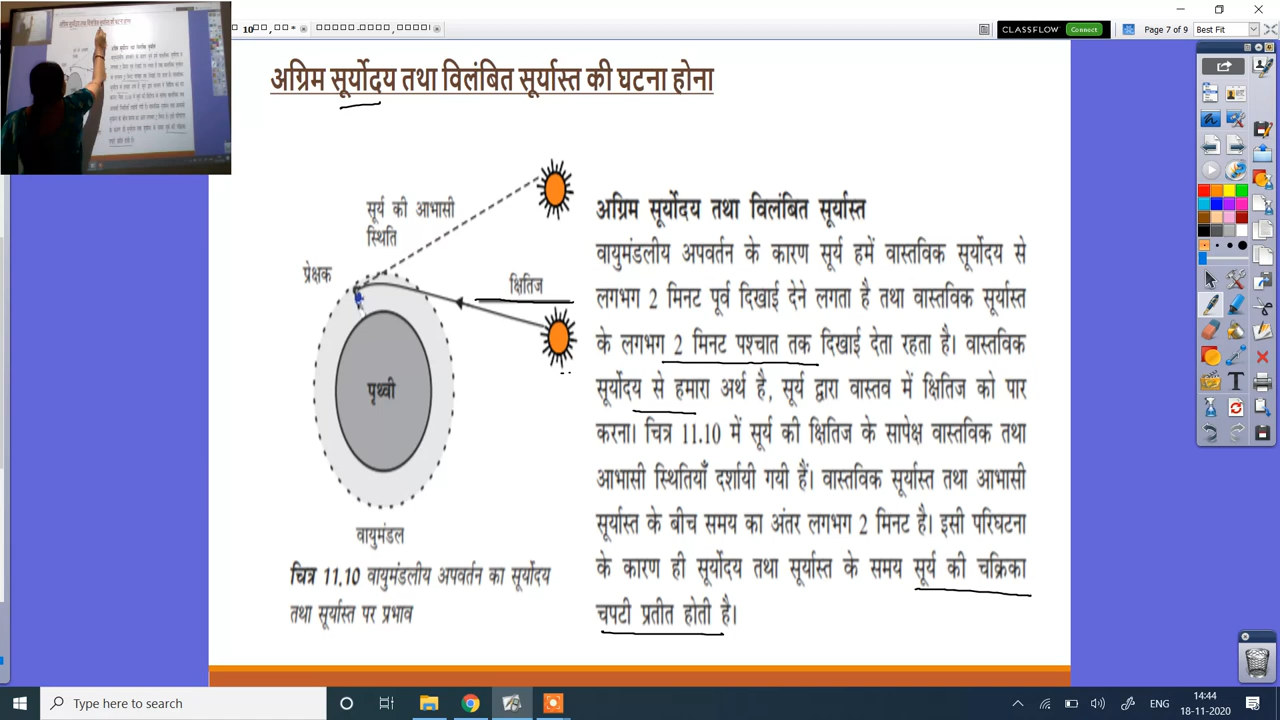 10
CLASSFLOW Connect
Page 7 of 9
Best Fit
अग्रिम सूर्योदय तथा विलंबित सूर्यास्त की घटना होना
सूर्य की आभासी
स्थिति
प्रेक्षक
क्षितिज
पृथ्वी
वायुमंडल
चित्र 11.10 वायुमंडलीय अपवर्तन का सूर्योदय
तथा सूर्यास्त पर प्रभाव
अग्रिम सूर्योदय तथा विलंबित सूर्यास्त
वायुमंडलीय अपवर्तन के कारण सूर्य हमें वास्तविक सूर्योदय से
लगभग 2 मिनट पूर्व दिखाई देने लगता है तथा वास्तविक सूर्यास्त
के लगभग 2 मिनट पश्चात तक दिखाई देता रहता है। वास्तविक
सूर्योदय से हमारा अर्थ है, सूर्य द्वारा वास्तव में क्षितिज को पार
करना। चित्र 11.10 में सूर्य की क्षितिज के सापेक्ष वास्तविक तथा
आभासी स्थितियाँ दर्शायी गयी हैं। वास्तविक सूर्यास्त तथा आभासी
सूर्यास्त के बीच समय का अंतर लगभग 2 मिनट है। इसी परिघटना
के कारण ही सूर्योदय तथा सूर्यास्त के समय सूर्य की चक्रिका
चपटी प्रतीत होती है।
Type here to search
ENG
14:44
18-11-2020